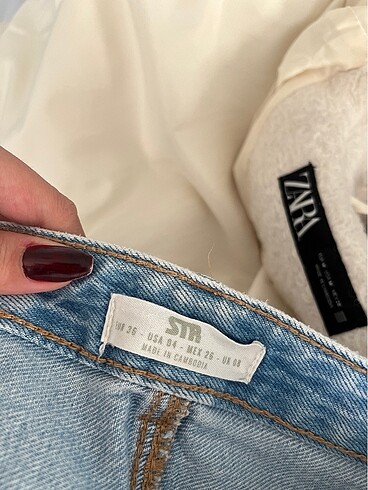 STR
EUR 36 - USA 04 - MEX 26 - UK 08
MADE IN CAMBODIA
ZARA